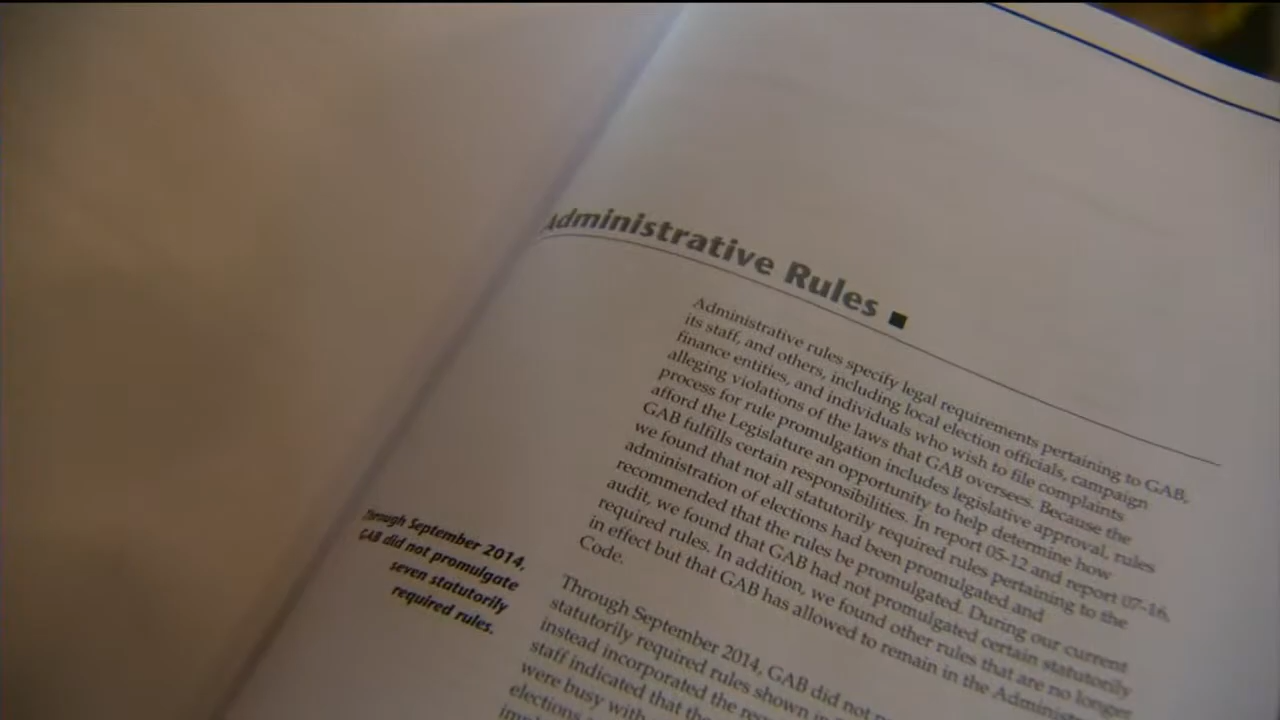 Administrative Rules
Administrative rules specify legal requirements pertaining to GAB,
its staff, and others, including local election officials, campaign
finance entities, and individuals who wish to file complaints
alleging violations of the laws that GAB oversees. Because the
process for rule promulgation includes legislative approval, rules
afford the Legislature an opportunity to help determine how
GAB fulfills certain responsibilities. In report 05-12 and report 07-16,
we found that not all statutorily required rules pertaining to the
administration of elections had been promulgated and
recommended that the rules be promulgated. During our current
audit, we found that GAB had not promulgated certain statutorily
required rules. In addition, we found other rules that are no longer
in effect but that GAB has allowed to remain in the Adminis
Code.
Through September 2014,
GAB did not promulgate
seven statutorily
required rules.
Through September 2014, GAB did not
statutorily required rules shown in
instead incorporated the
staff indicated that the
were busy with
elections